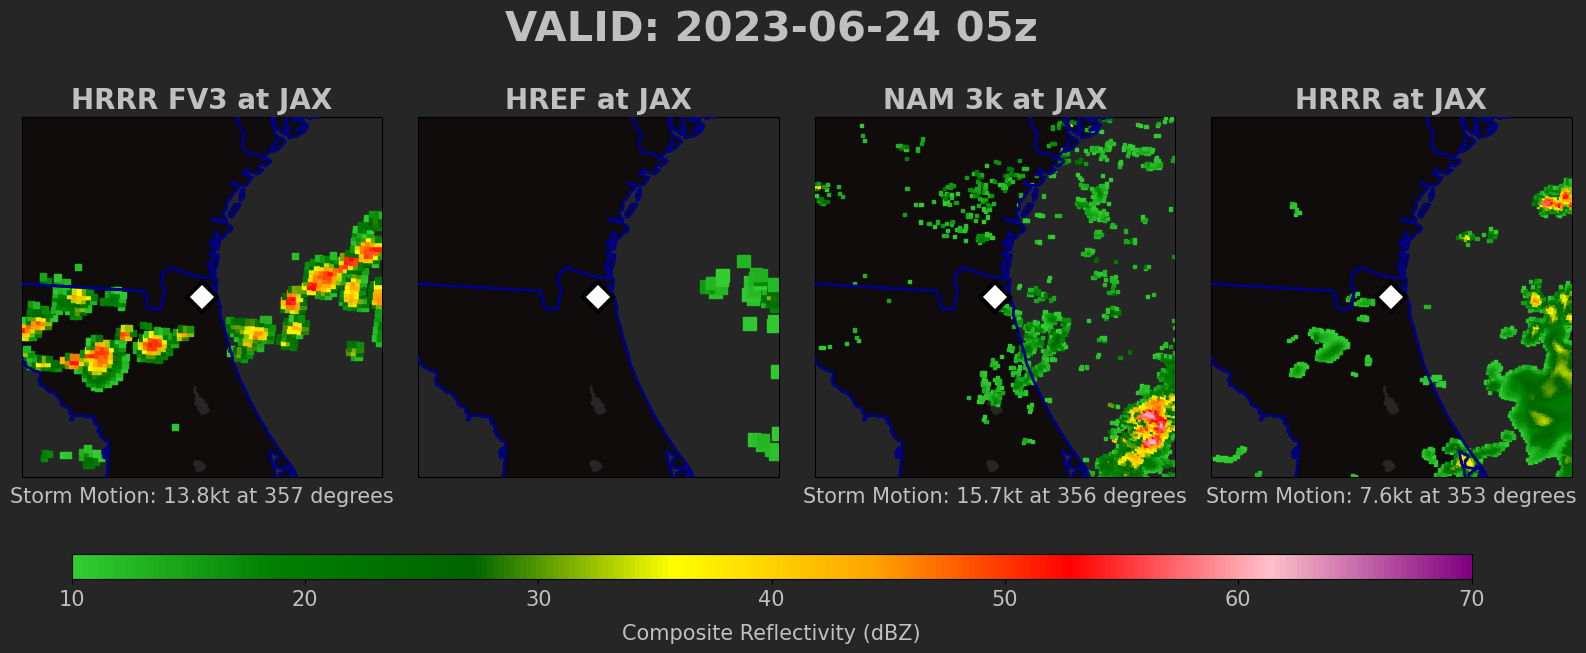 VALID: 2023-06-24 05z
HRRR FV3 at JAX
HREF at JAX
NAM 3k at JAX
HRRR at JAX
Storm Motion: 13.8kt at 357 degrees
Storm Motion: 15.7kt at 356 degrees
Storm Motion: 7.6kt at 353 degrees
10 20 30 40 50 60 70
Composite Reflectivity (dBZ)